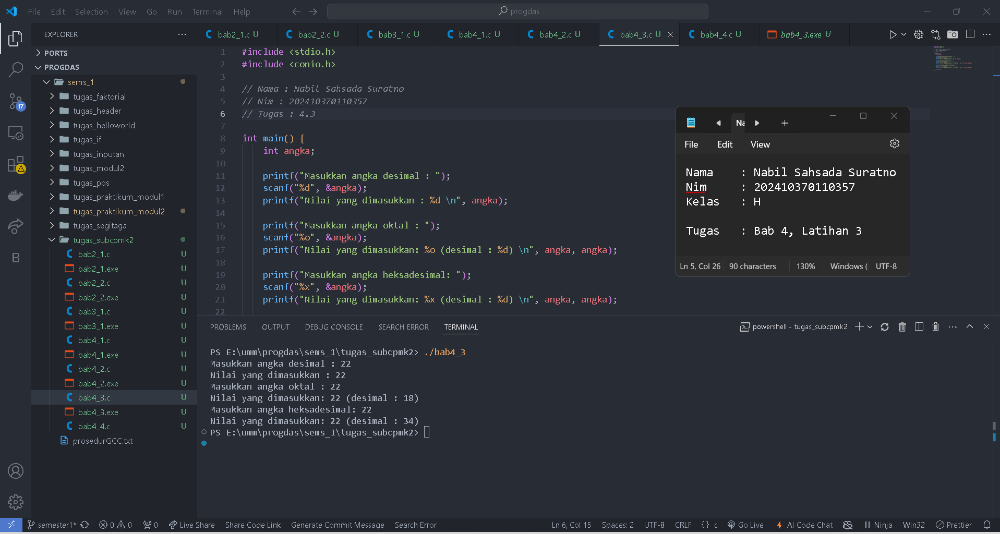 File Edit Selection View Go Run Terminal Help
progdas
EXPLORER
bab2_1.c U
bab2_2.c U
bab3_1.c U
bab4_1.c U
bab4_2.c U
bab4_3.c U
bab4_4.c U
bab4_3.exe U
PORTS
PROGDAS
sems_1
tugas_faktorial
tugas_header
tugas_helloworld
tugas_if
tugas_inputan
tugas_modul2
tugas_pos
tugas_praktikum_modul1
tugas_praktikum_modul2
tugas_segitaga
tugas_subcpmk2
bab2_1.c U
bab2_1.exe U
bab2_2.c U
bab2_2.exe U
bab3_1.c U
bab3_1.exe U
bab4_1.c U
bab4_1.exe U
bab4_2.c U
bab4_2.exe U
bab4_3.c U
bab4_3.exe U
bab4_4.c U
prosedurGCC.txt
17
B
1 #include <stdio.h>
2 #include <conio.h>
3
4 // Nama : Nabil Sahsada Suratno
5 // Nim : 202410370110357
6 // Tugas : 4.3
7
8 int main() {
9 int angka;
10
11 printf("Masukkan angka desimal : ");
12 scanf("%d", &angka);
13 printf("Nilai yang dimasukkan : %d \n", angka);
14
15 printf("Masukkan angka oktal : ");
16 scanf("%o", &angka);
17 printf("Nilai yang dimasukkan: %o (desimal : %d) \n", angka, angka);
18
19 printf("Masukkan angka heksadesimal: ");
20 scanf("%x", &angka);
21 printf("Nilai yang dimasukkan: %x (desimal : %d) \n", angka, angka);
22
Na
File Edit View
Nama : Nabil Sahsada Suratno
Nim : 202410370110357
Kelas : H
Tugas : Bab 4, Latihan 3
Ln 5, Col 26 90 characters 130% Windows ( UTF-8
PROBLEMS OUTPUT DEBUG CONSOLE SEARCH ERROR TERMINAL
powershell - tugas_subcpmk2
PS E:\umm\progdas\sems_1\tugas_subcpmk2> ./bab4_3
Masukkan angka desimal : 22
Nilai yang dimasukkan : 22
Masukkan angka oktal : 22
Nilai yang dimasukkan: 22 (desimal : 18)
Masukkan angka heksadesimal: 22
Nilai yang dimasukkan: 22 (desimal : 34)
PS E:\umm\progdas\sems_1\tugas_subcpmk2>
semester1* 0 0 0 Live Share Share Code Link Generate Commit Message Search Error Ln 6, Col 15 Spaces: 2 UTF-8 CRLF {} c Go Live AI Code Chat Ninja Win32 Prettier